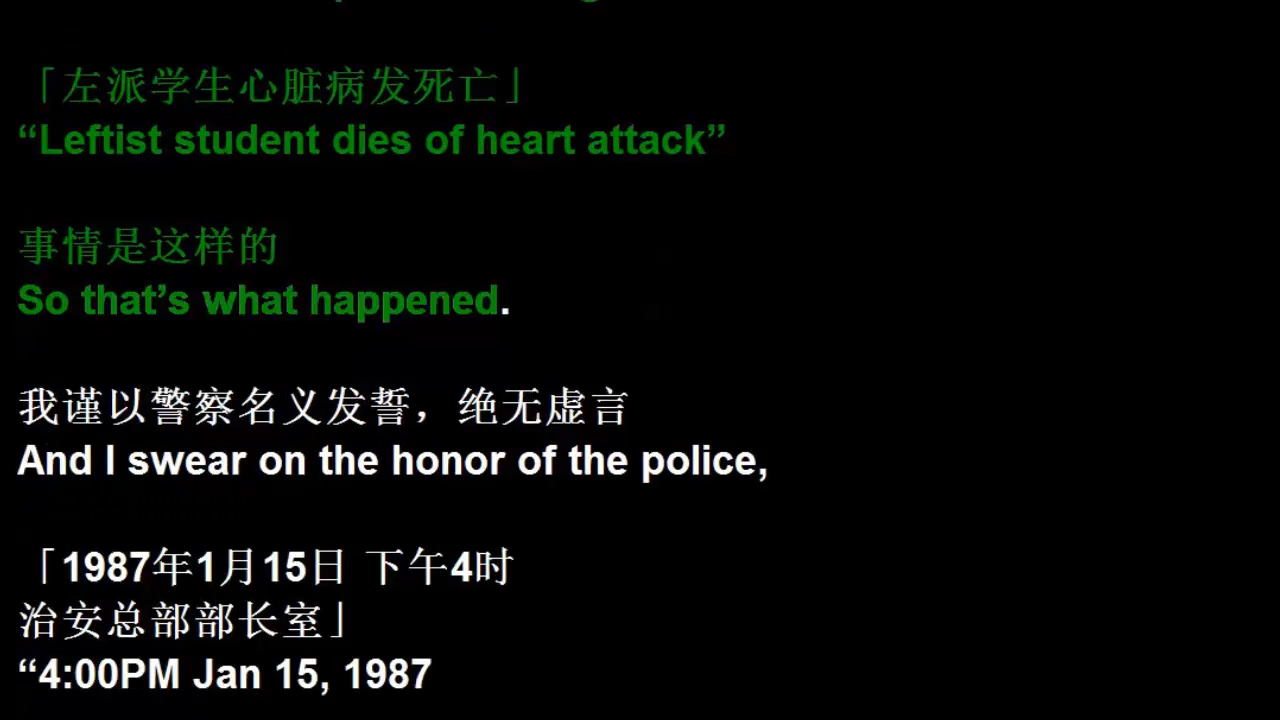 「左派学生心脏病发死亡」
“Leftist student dies of heart attack”
事情是这样的
So that’s what happened.
我谨以警察名义发誓，绝无虚言
And I swear on the honor of the police,
「1987年1月15日 下午4时
治安总部部长室」
“4:00PM Jan 15, 1987